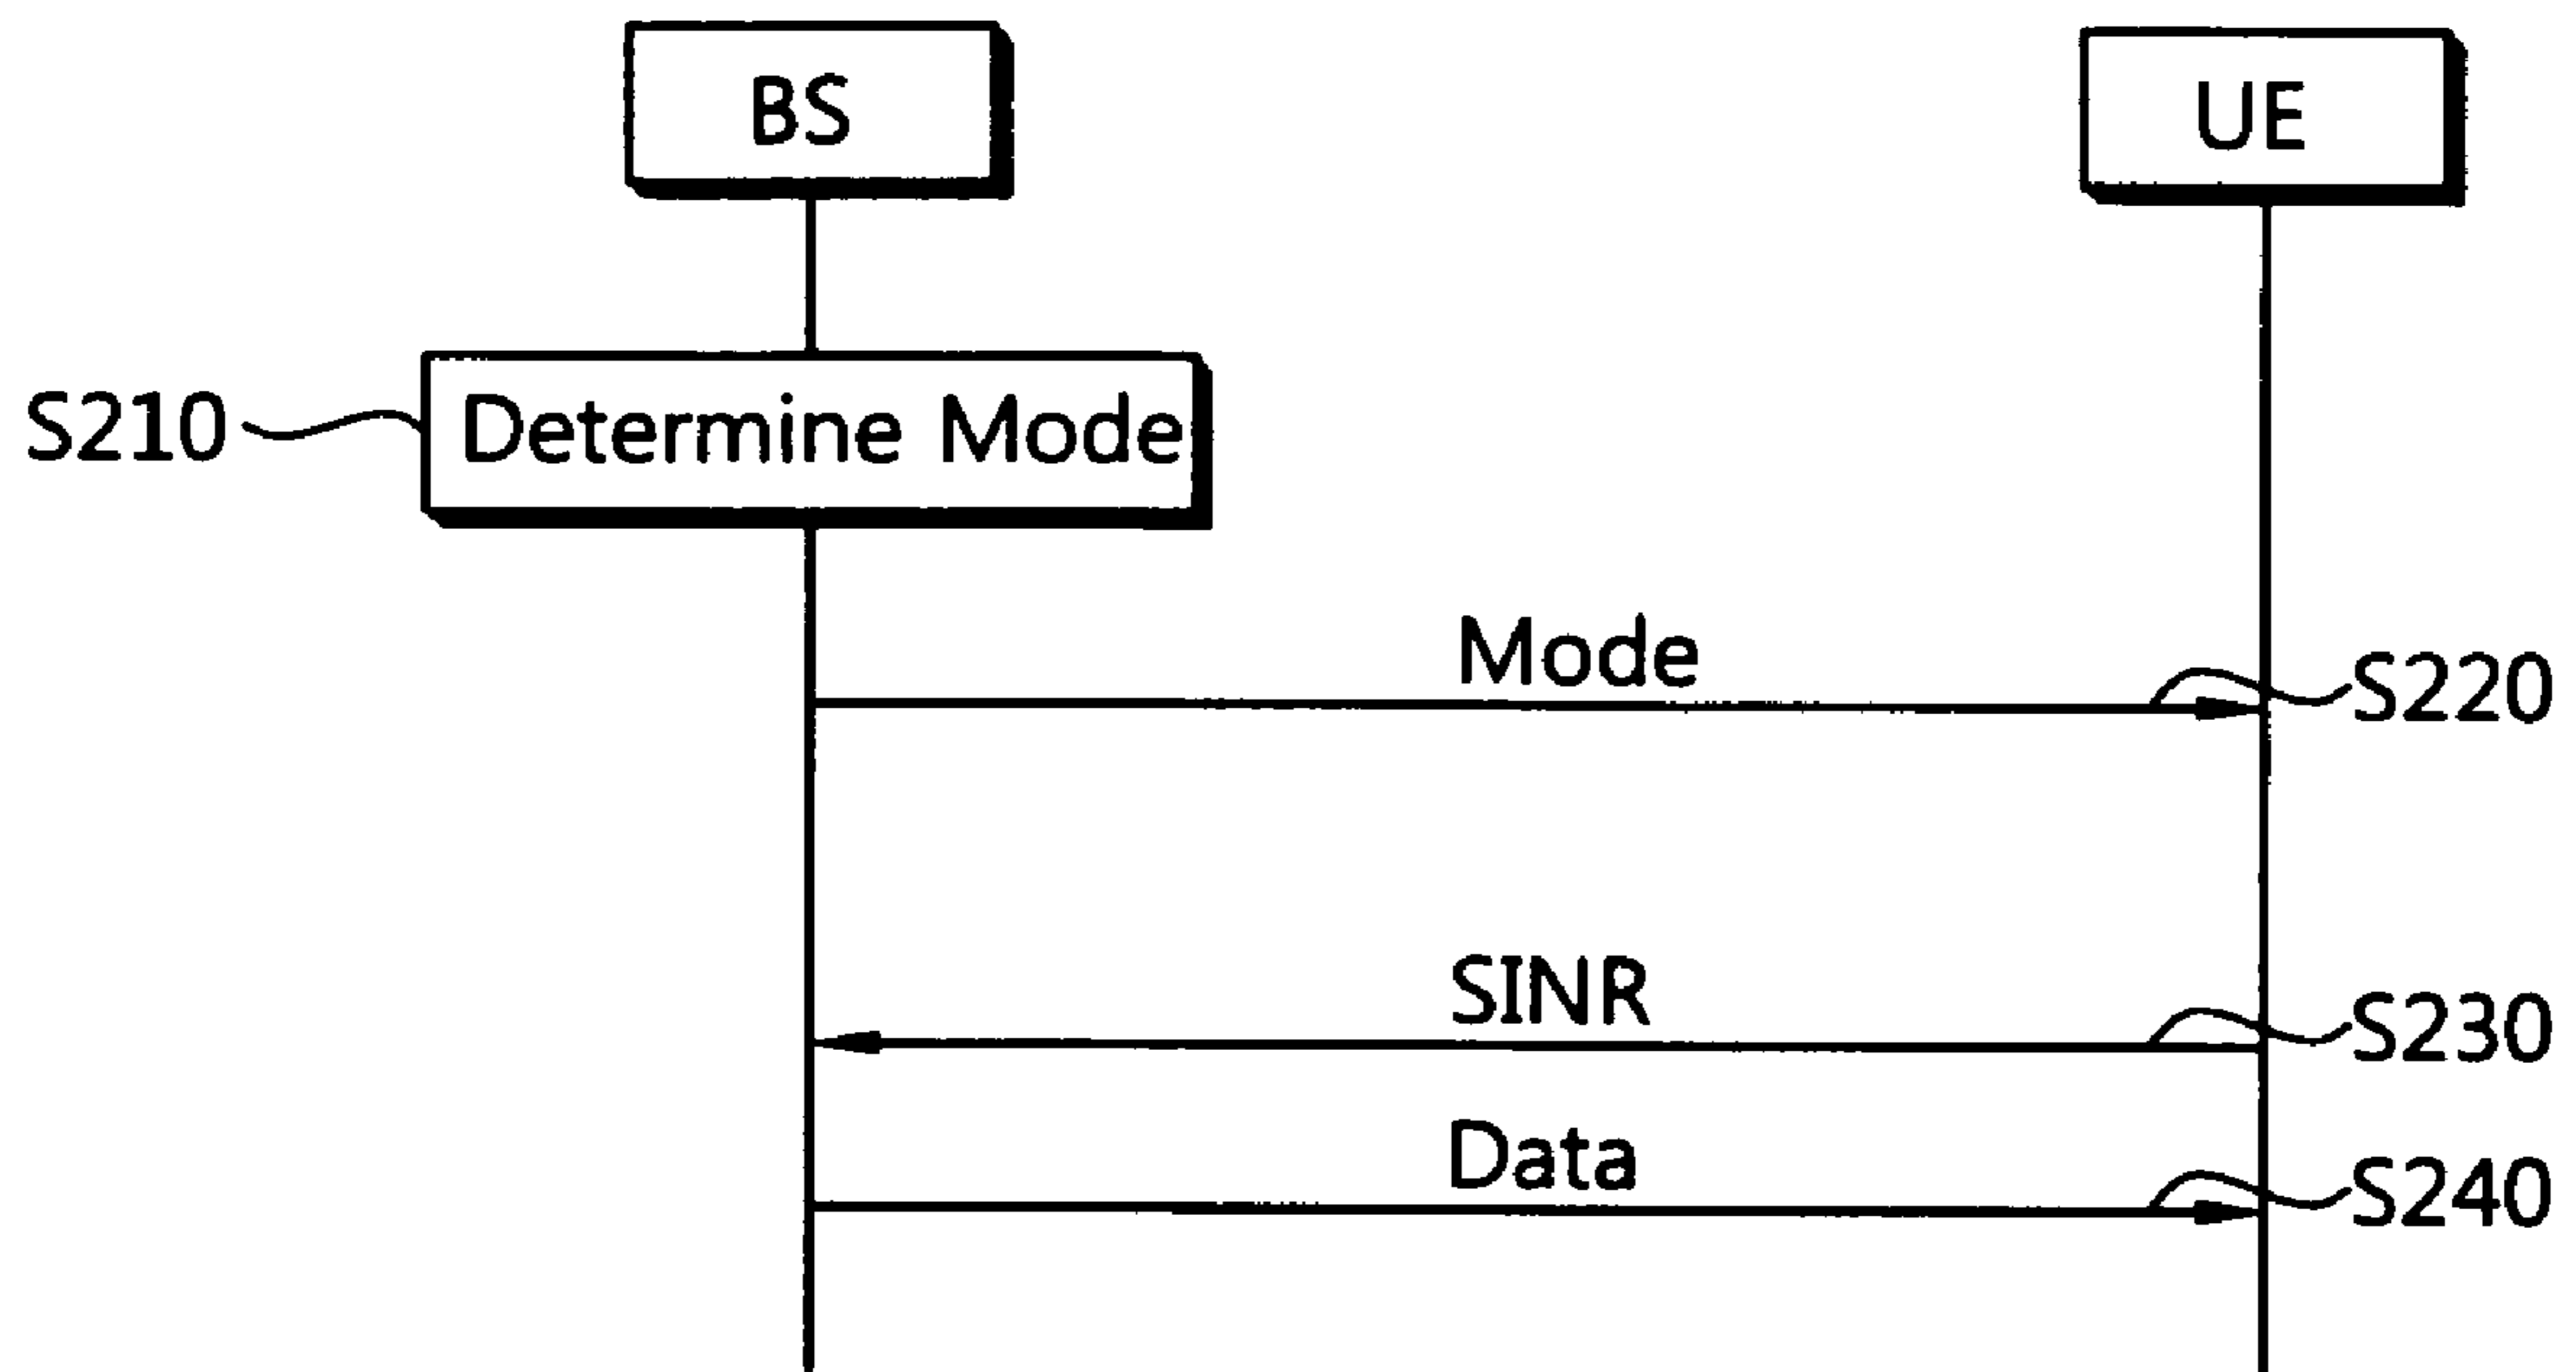 BS
UE
S210
Determine Mode
Mode
S220
SINR
S230
Data
S240